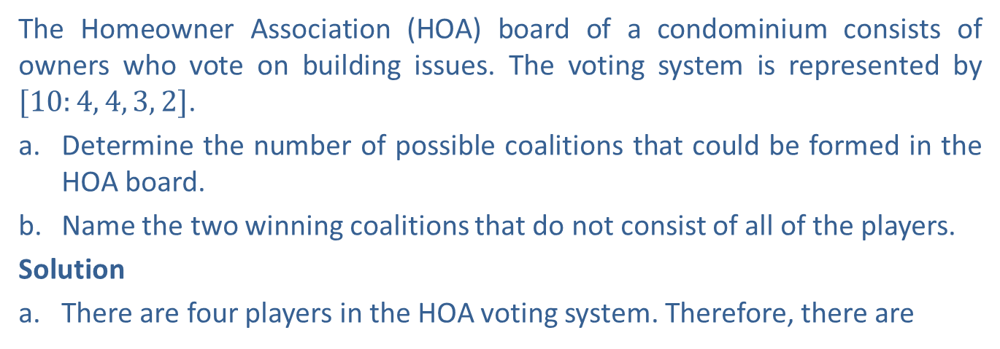 The Homeowner Association (HOA) board of a condominium consists of
owners who vote on building issues. The voting system is represented by
[10: 4, 4, 3, 2].
a. Determine the number of possible coalitions that could be formed in the
HOA board.
b. Name the two winning coalitions that do not consist of all of the players.
Solution
a. There are four players in the HOA voting system. Therefore, there are